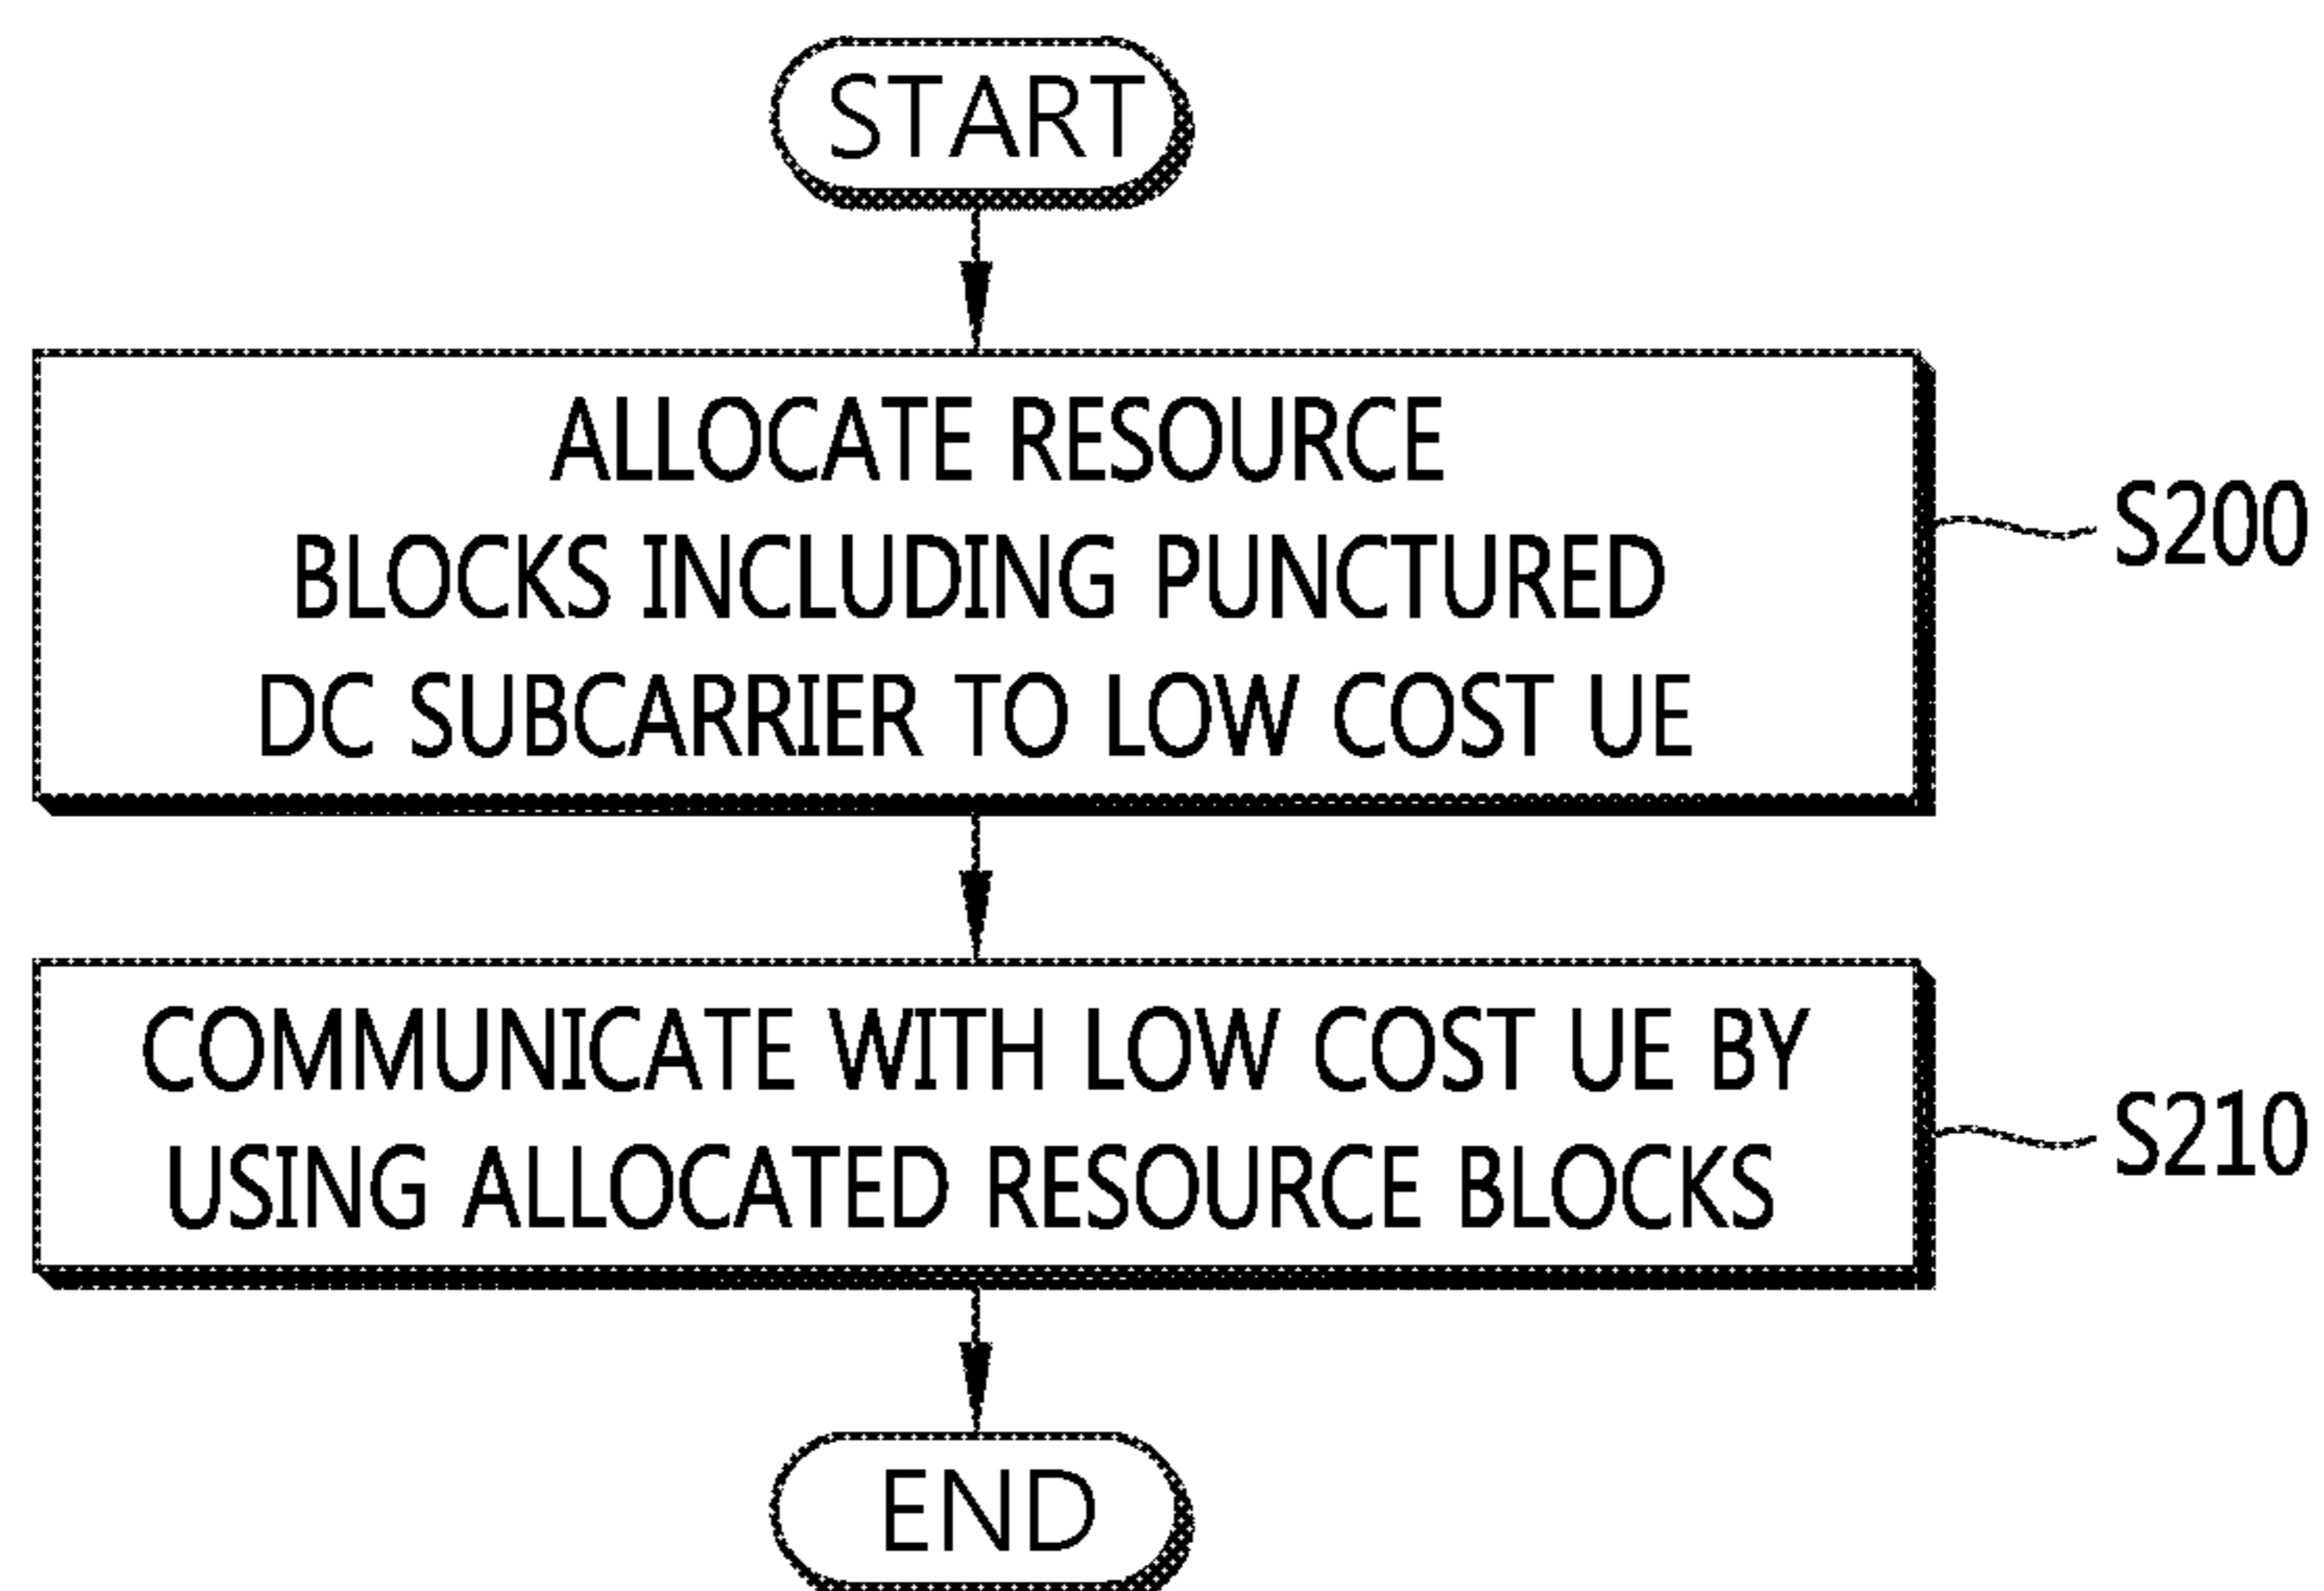 START
ALLOCATE RESOURCE
BLOCKS INCLUDING PUNCTURED
DC SUBCARRIER TO LOW COST UE
S200
COMMUNICATE WITH LOW COST UE BY
USING ALLOCATED RESOURCE BLOCKS
S210
END